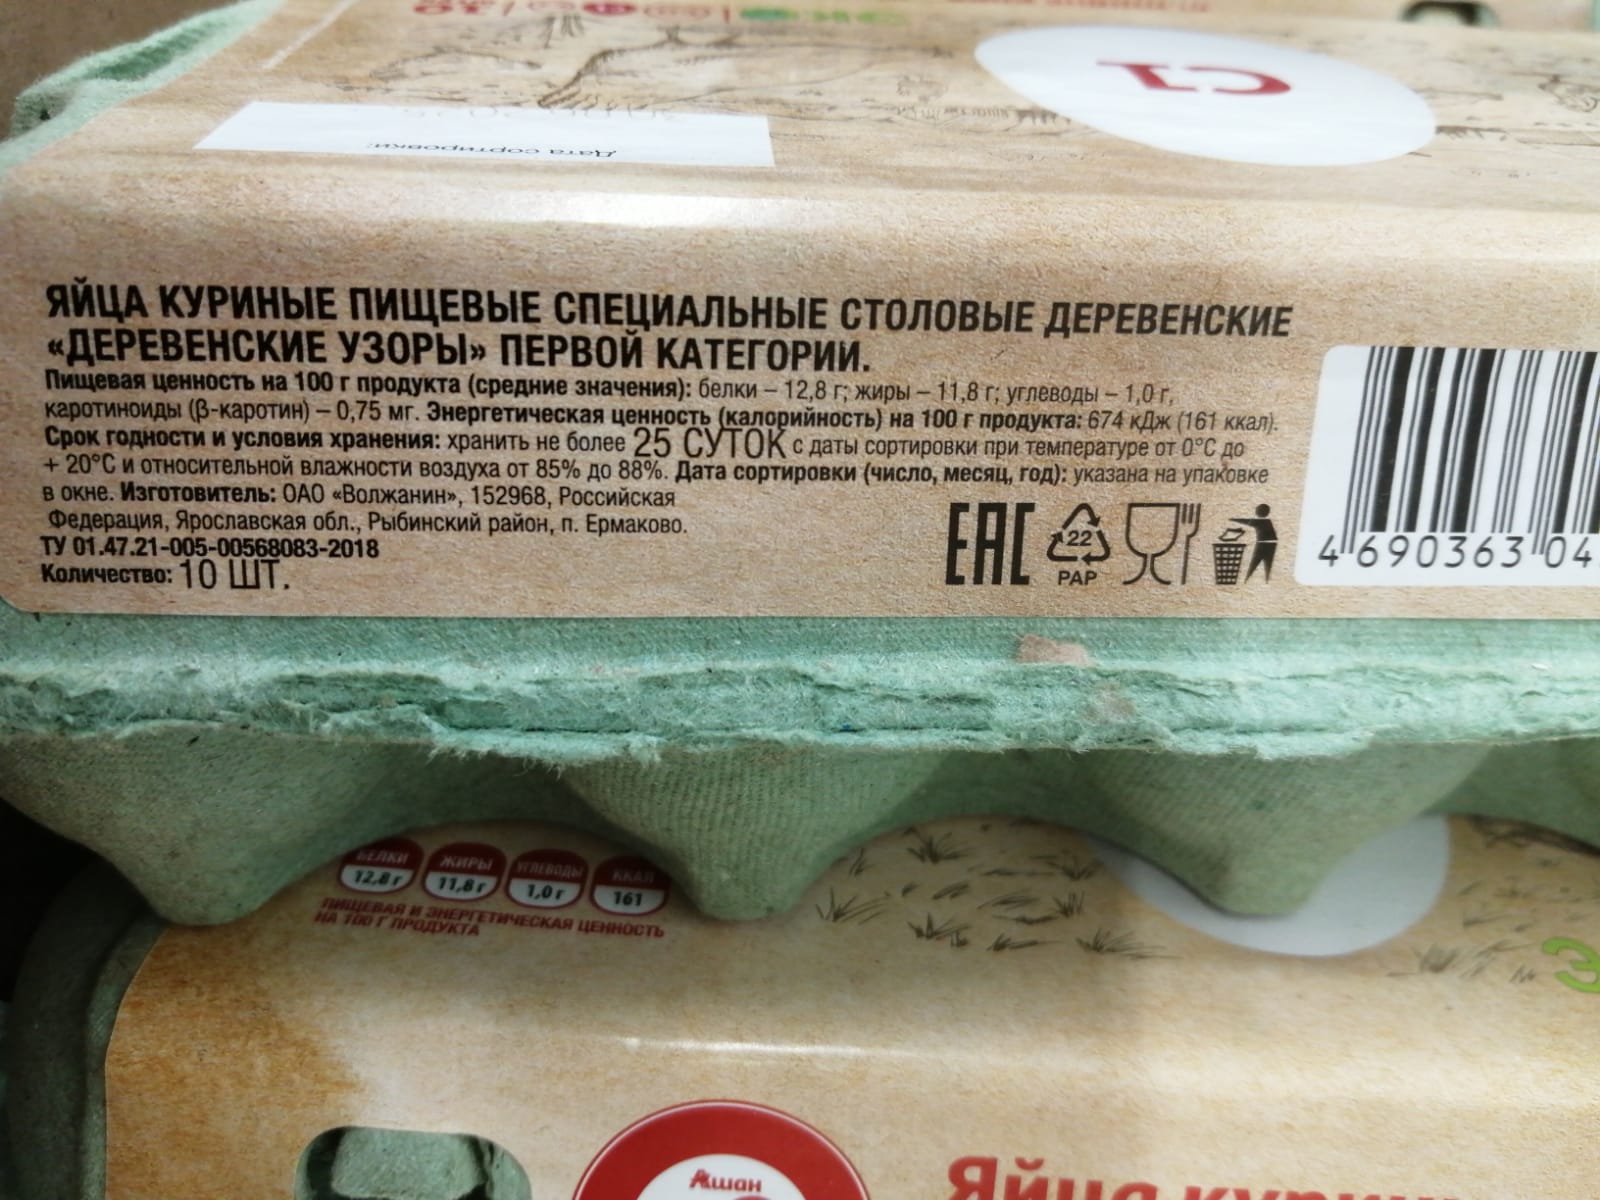 С1
Дата сортировки:
ЯЙЦА КУРИНЫЕ ПИЩЕВЫЕ СПЕЦИАЛЬНЫЕ СТОЛОВЫЕ ДЕРЕВЕНСКИЕ
«ДЕРЕВЕНСКИЕ УЗОРЫ» ПЕРВОЙ КАТЕГОРИИ.
Пищевая ценность на 100 г продукта (средние значения): белки – 12,8 г; жиры – 11,8 г; углеводы – 1,0 г,
каротиноиды (β-каротин) – 0,75 мг. Энергетическая ценность (калорийность) на 100 г продукта: 674 кДж (161 ккал).
Срок годности и условия хранения: хранить не более 25 СУТОК с даты сортировки при температуре от 0°С до
+ 20°С и относительной влажности воздуха от 85% до 88%. Дата сортировки (число, месяц, год): указана на упаковке
в окне. Изготовитель: ОАО «Волжанин», 152968, Российская
Федерация, Ярославская обл., Рыбинский район, п. Ермаково.
ТУ 01.47.21-005-00568083-2018
Количество: 10 ШТ.
EAC
22
PAP
4 690363 04
БЕЛКИ
12,8 г
ЖИРЫ
11,8 г
УГЛЕВОДЫ
1,0 г
ККАЛ
161
ПИЩЕВАЯ И ЭНЕРГЕТИЧЕСКАЯ ЦЕННОСТЬ
НА 100 Г ПРОДУКТА
Ашан
Яйца